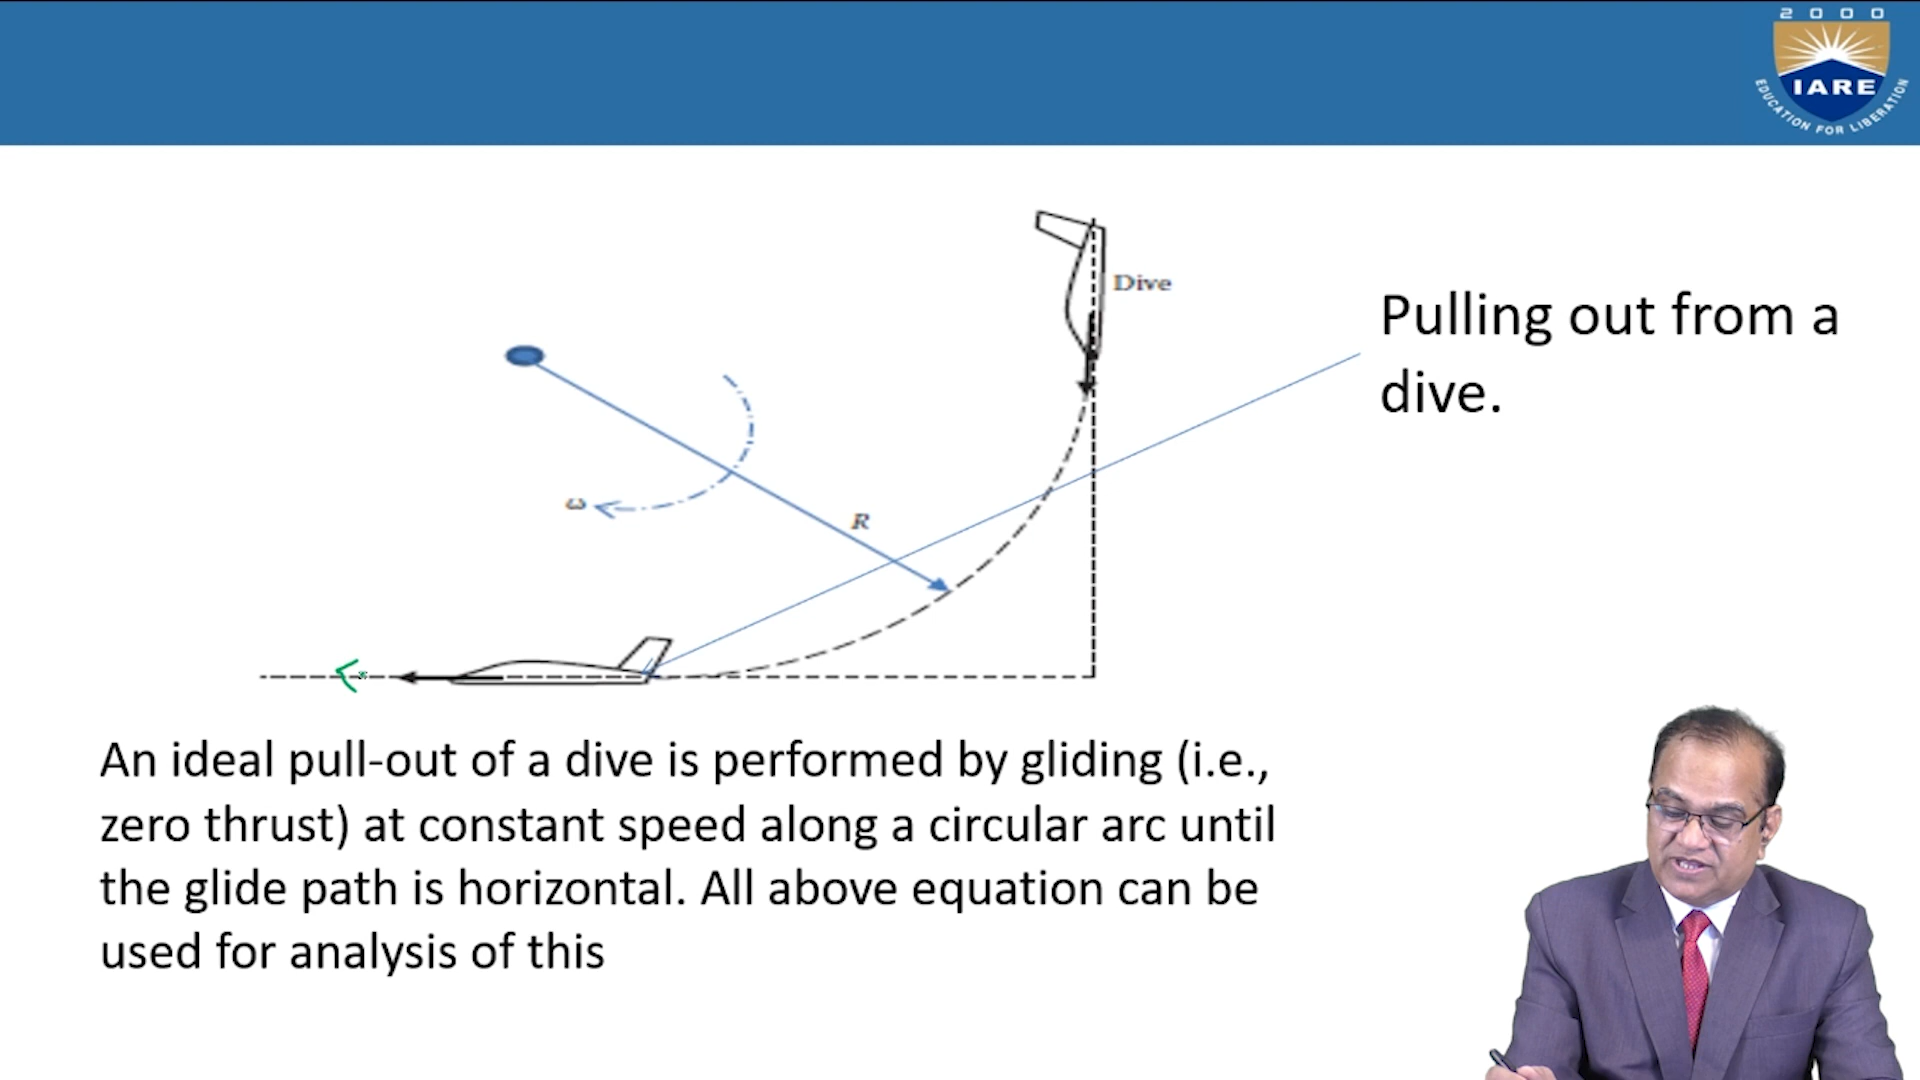 2000
IARE
EDUCATION FOR LIBERATION
Dive
Pulling out from a
dive.
ω
R
An ideal pull-out of a dive is performed by gliding (i.e.,
zero thrust) at constant speed along a circular arc until
the glide path is horizontal. All above equation can be
used for analysis of this